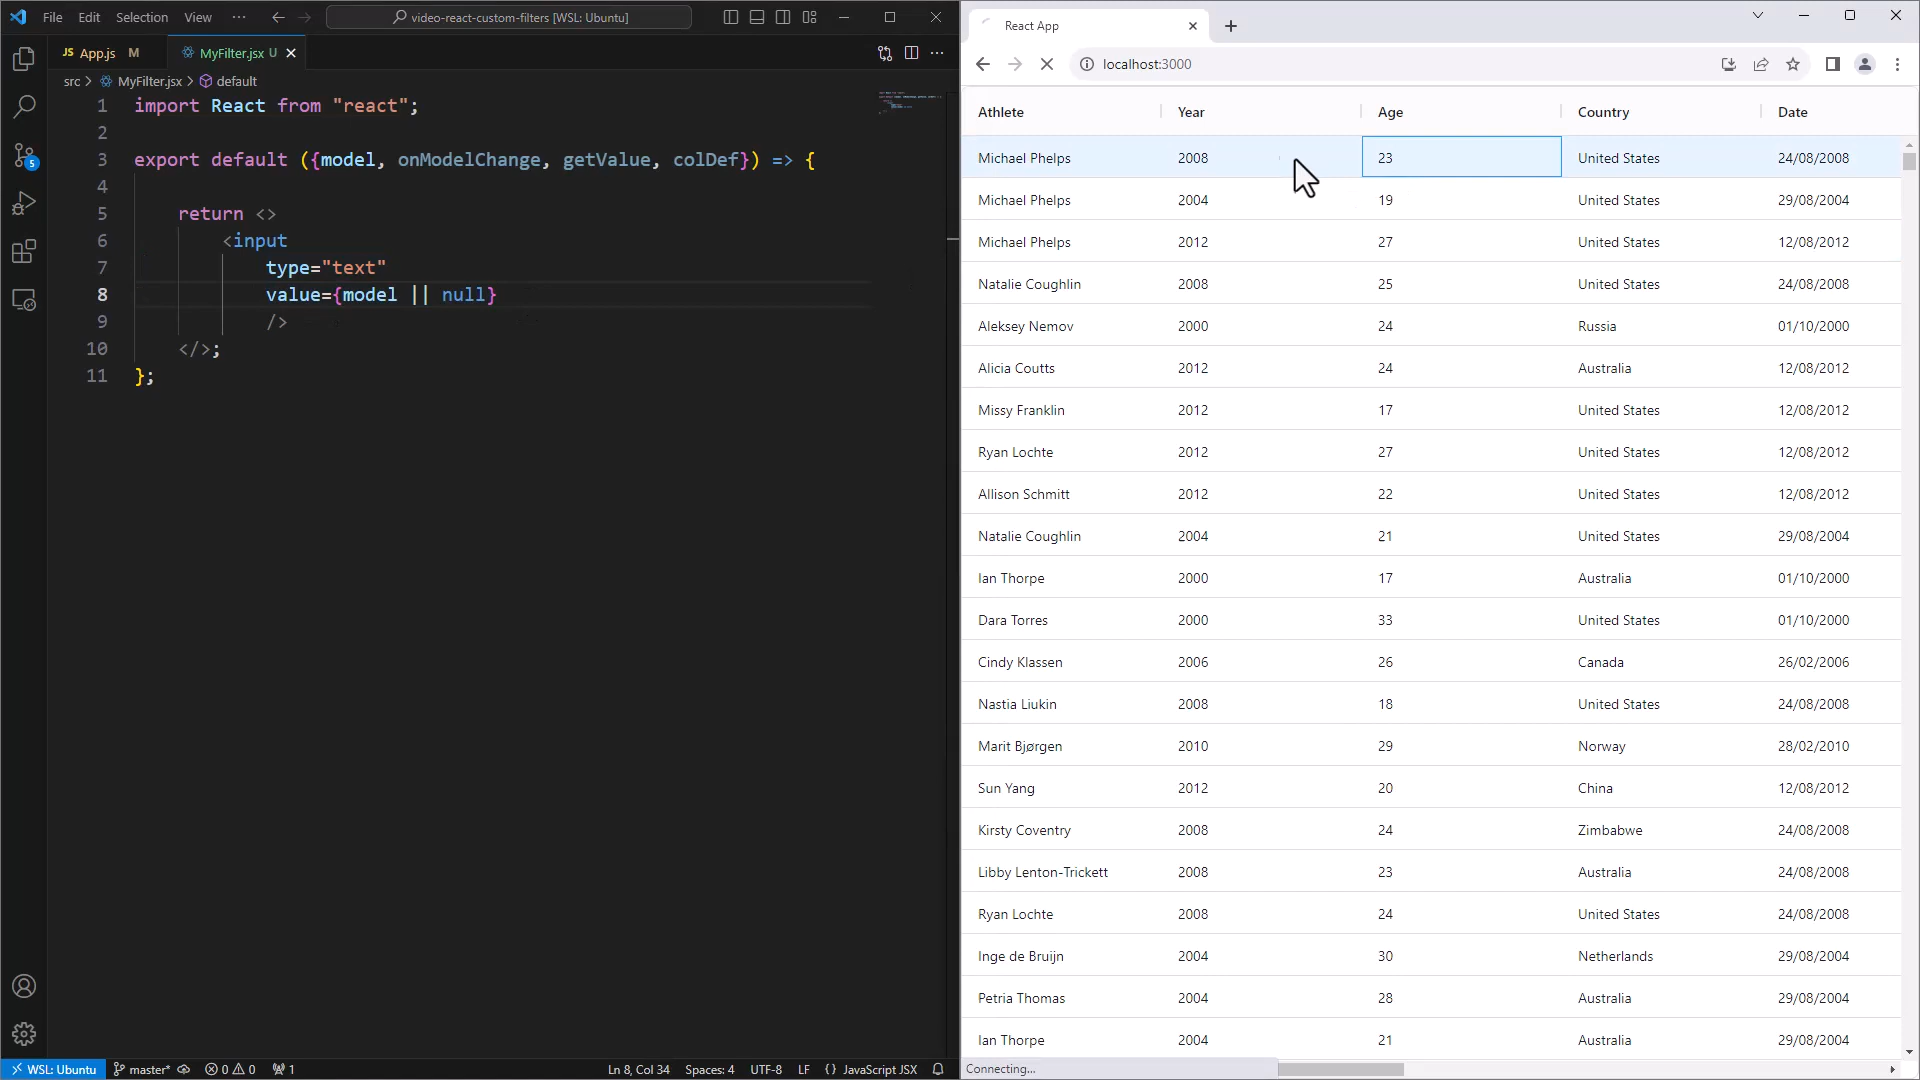 File Edit Selection View ··· video-react-custom-filters [WSL: Ubuntu]
JS App.js M MyFilter.jsx U
src > MyFilter.jsx > default
1 import React from "react";
2
3 export default ({model, onModelChange, getValue, colDef}) => {
4
5 return <>
6 <input
7 type="text"
8 value={model || null}
9 />
10 </>;
11 };
5
WSL: Ubuntu master* 0 0 1 Ln 8, Col 34 Spaces: 4 UTF-8 LF {} JavaScript JSX
React App
localhost:3000
Athlete Year Age Country Date
Michael Phelps 2008 23 United States 24/08/2008
Michael Phelps 2004 19 United States 29/08/2004
Michael Phelps 2012 27 United States 12/08/2012
Natalie Coughlin 2008 25 United States 24/08/2008
Aleksey Nemov 2000 24 Russia 01/10/2000
Alicia Coutts 2012 24 Australia 12/08/2012
Missy Franklin 2012 17 United States 12/08/2012
Ryan Lochte 2012 27 United States 12/08/2012
Allison Schmitt 2012 22 United States 12/08/2012
Natalie Coughlin 2004 21 United States 29/08/2004
Ian Thorpe 2000 17 Australia 01/10/2000
Dara Torres 2000 33 United States 01/10/2000
Cindy Klassen 2006 26 Canada 26/02/2006
Nastia Liukin 2008 18 United States 24/08/2008
Marit Bjørgen 2010 29 Norway 28/02/2010
Sun Yang 2012 20 China 12/08/2012
Kirsty Coventry 2008 24 Zimbabwe 24/08/2008
Libby Lenton-Trickett 2008 23 Australia 24/08/2008
Ryan Lochte 2008 24 United States 24/08/2008
Inge de Bruijn 2004 30 Netherlands 29/08/2004
Petria Thomas 2004 28 Australia 29/08/2004
Ian Thorpe 2004 21 Australia 29/08/2004
Connecting...